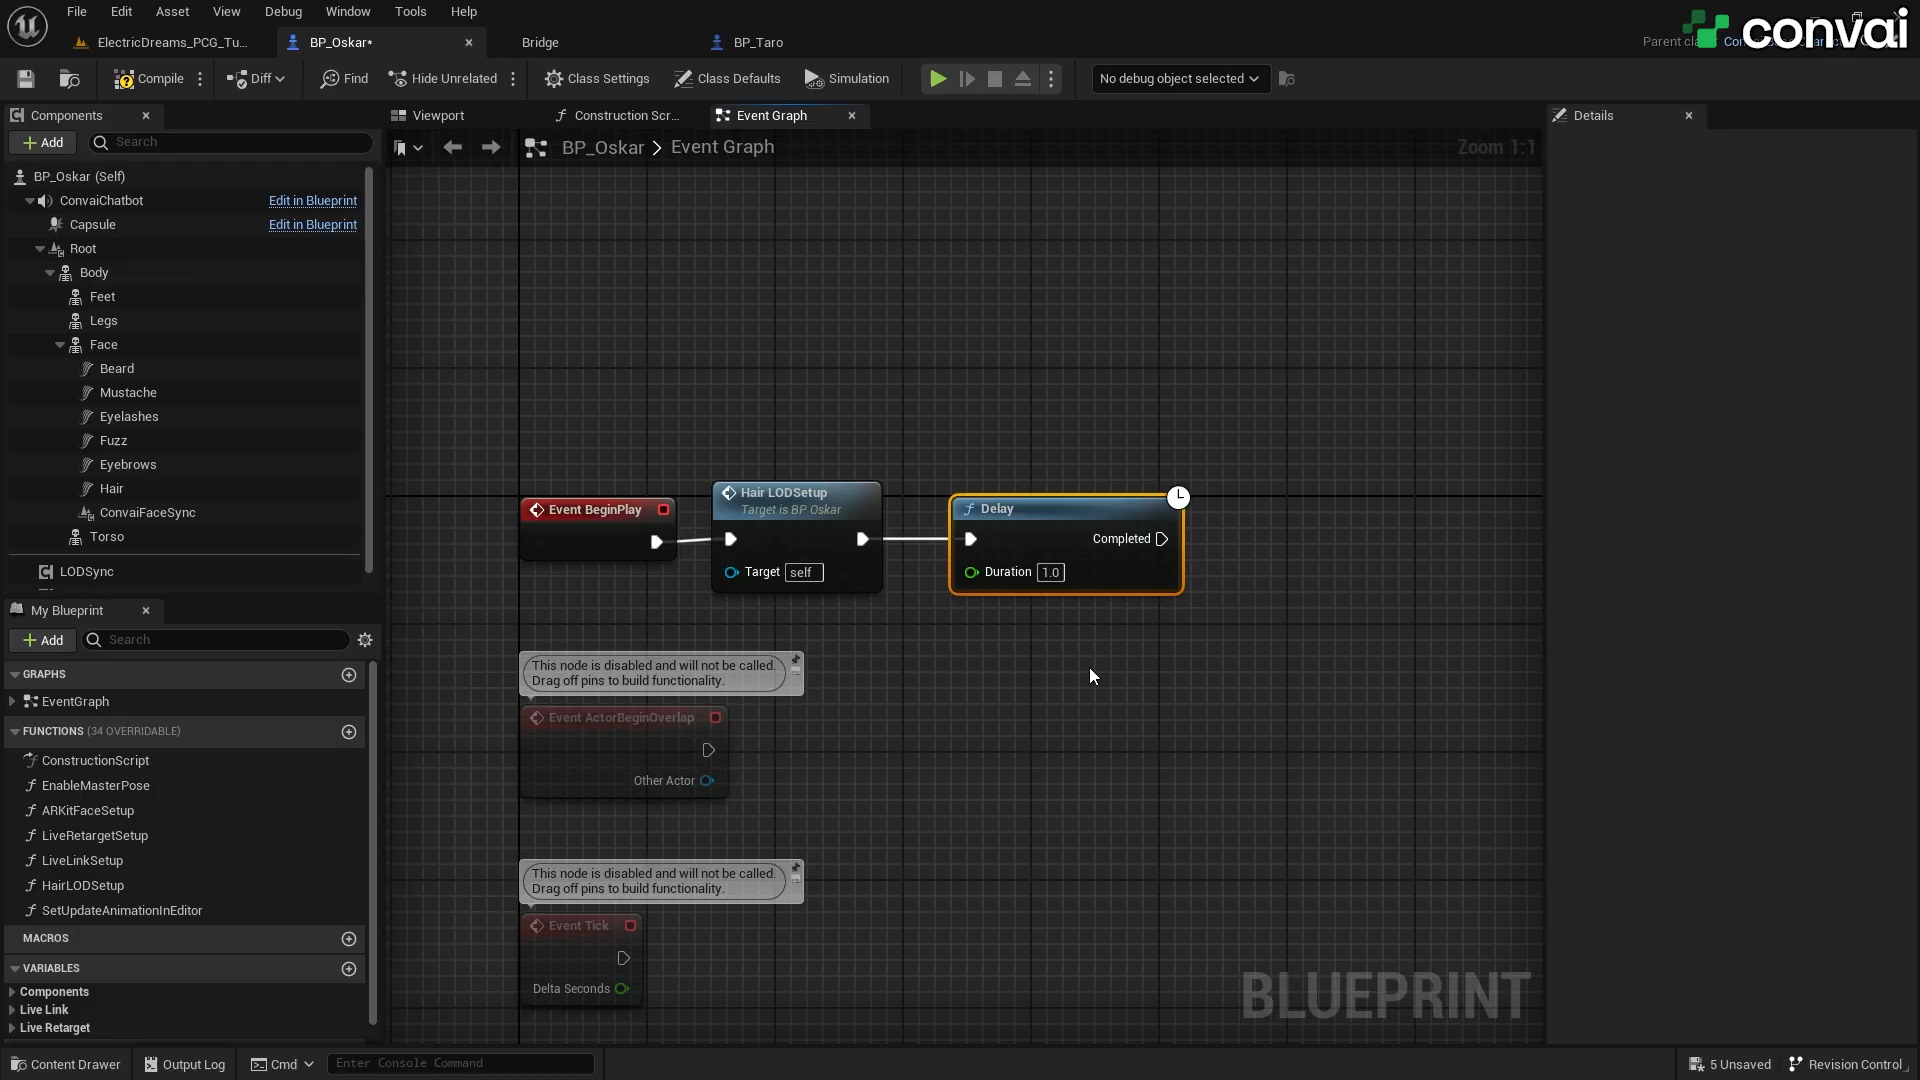 File Edit Asset View Debug Window Tools Help
convai
ElectricDreams_PCG_Tu... BP_Oskar* Bridge BP_Taro
Parent cla
Compile Diff Find Hide Unrelated Class Settings Class Defaults Simulation No debug object selected
Components Viewport Construction Scr... Event Graph Details
Add Search
BP_Oskar > Event Graph
Zoom 1:1
BP_Oskar (Self)
ConvaiChatbot Edit in Blueprint
Capsule Edit in Blueprint
Root
Body
Feet
Legs
Face
Beard
Mustache
Eyelashes
Fuzz
Eyebrows
Hair
ConvaiFaceSync
Torso
LODSync
Event BeginPlay
Hair LODSetup
Target is BP Oskar
Target self
Delay
Completed
Duration 1.0
This node is disabled and will not be called.
Drag off pins to build functionality.
Event ActorBeginOverlap
Other Actor
This node is disabled and will not be called.
Drag off pins to build functionality.
Event Tick
Delta Seconds
BLUEPRINT
My Blueprint
Add Search
GRAPHS
EventGraph
FUNCTIONS (34 OVERRIDABLE)
ConstructionScript
EnableMasterPose
ARKitFaceSetup
LiveRetargetSetup
LiveLinkSetup
HairLODSetup
SetUpdateAnimationInEditor
MACROS
VARIABLES
Components
Live Link
Live Retarget
Content Drawer Output Log Cmd Enter Console Command 5 Unsaved Revision Control